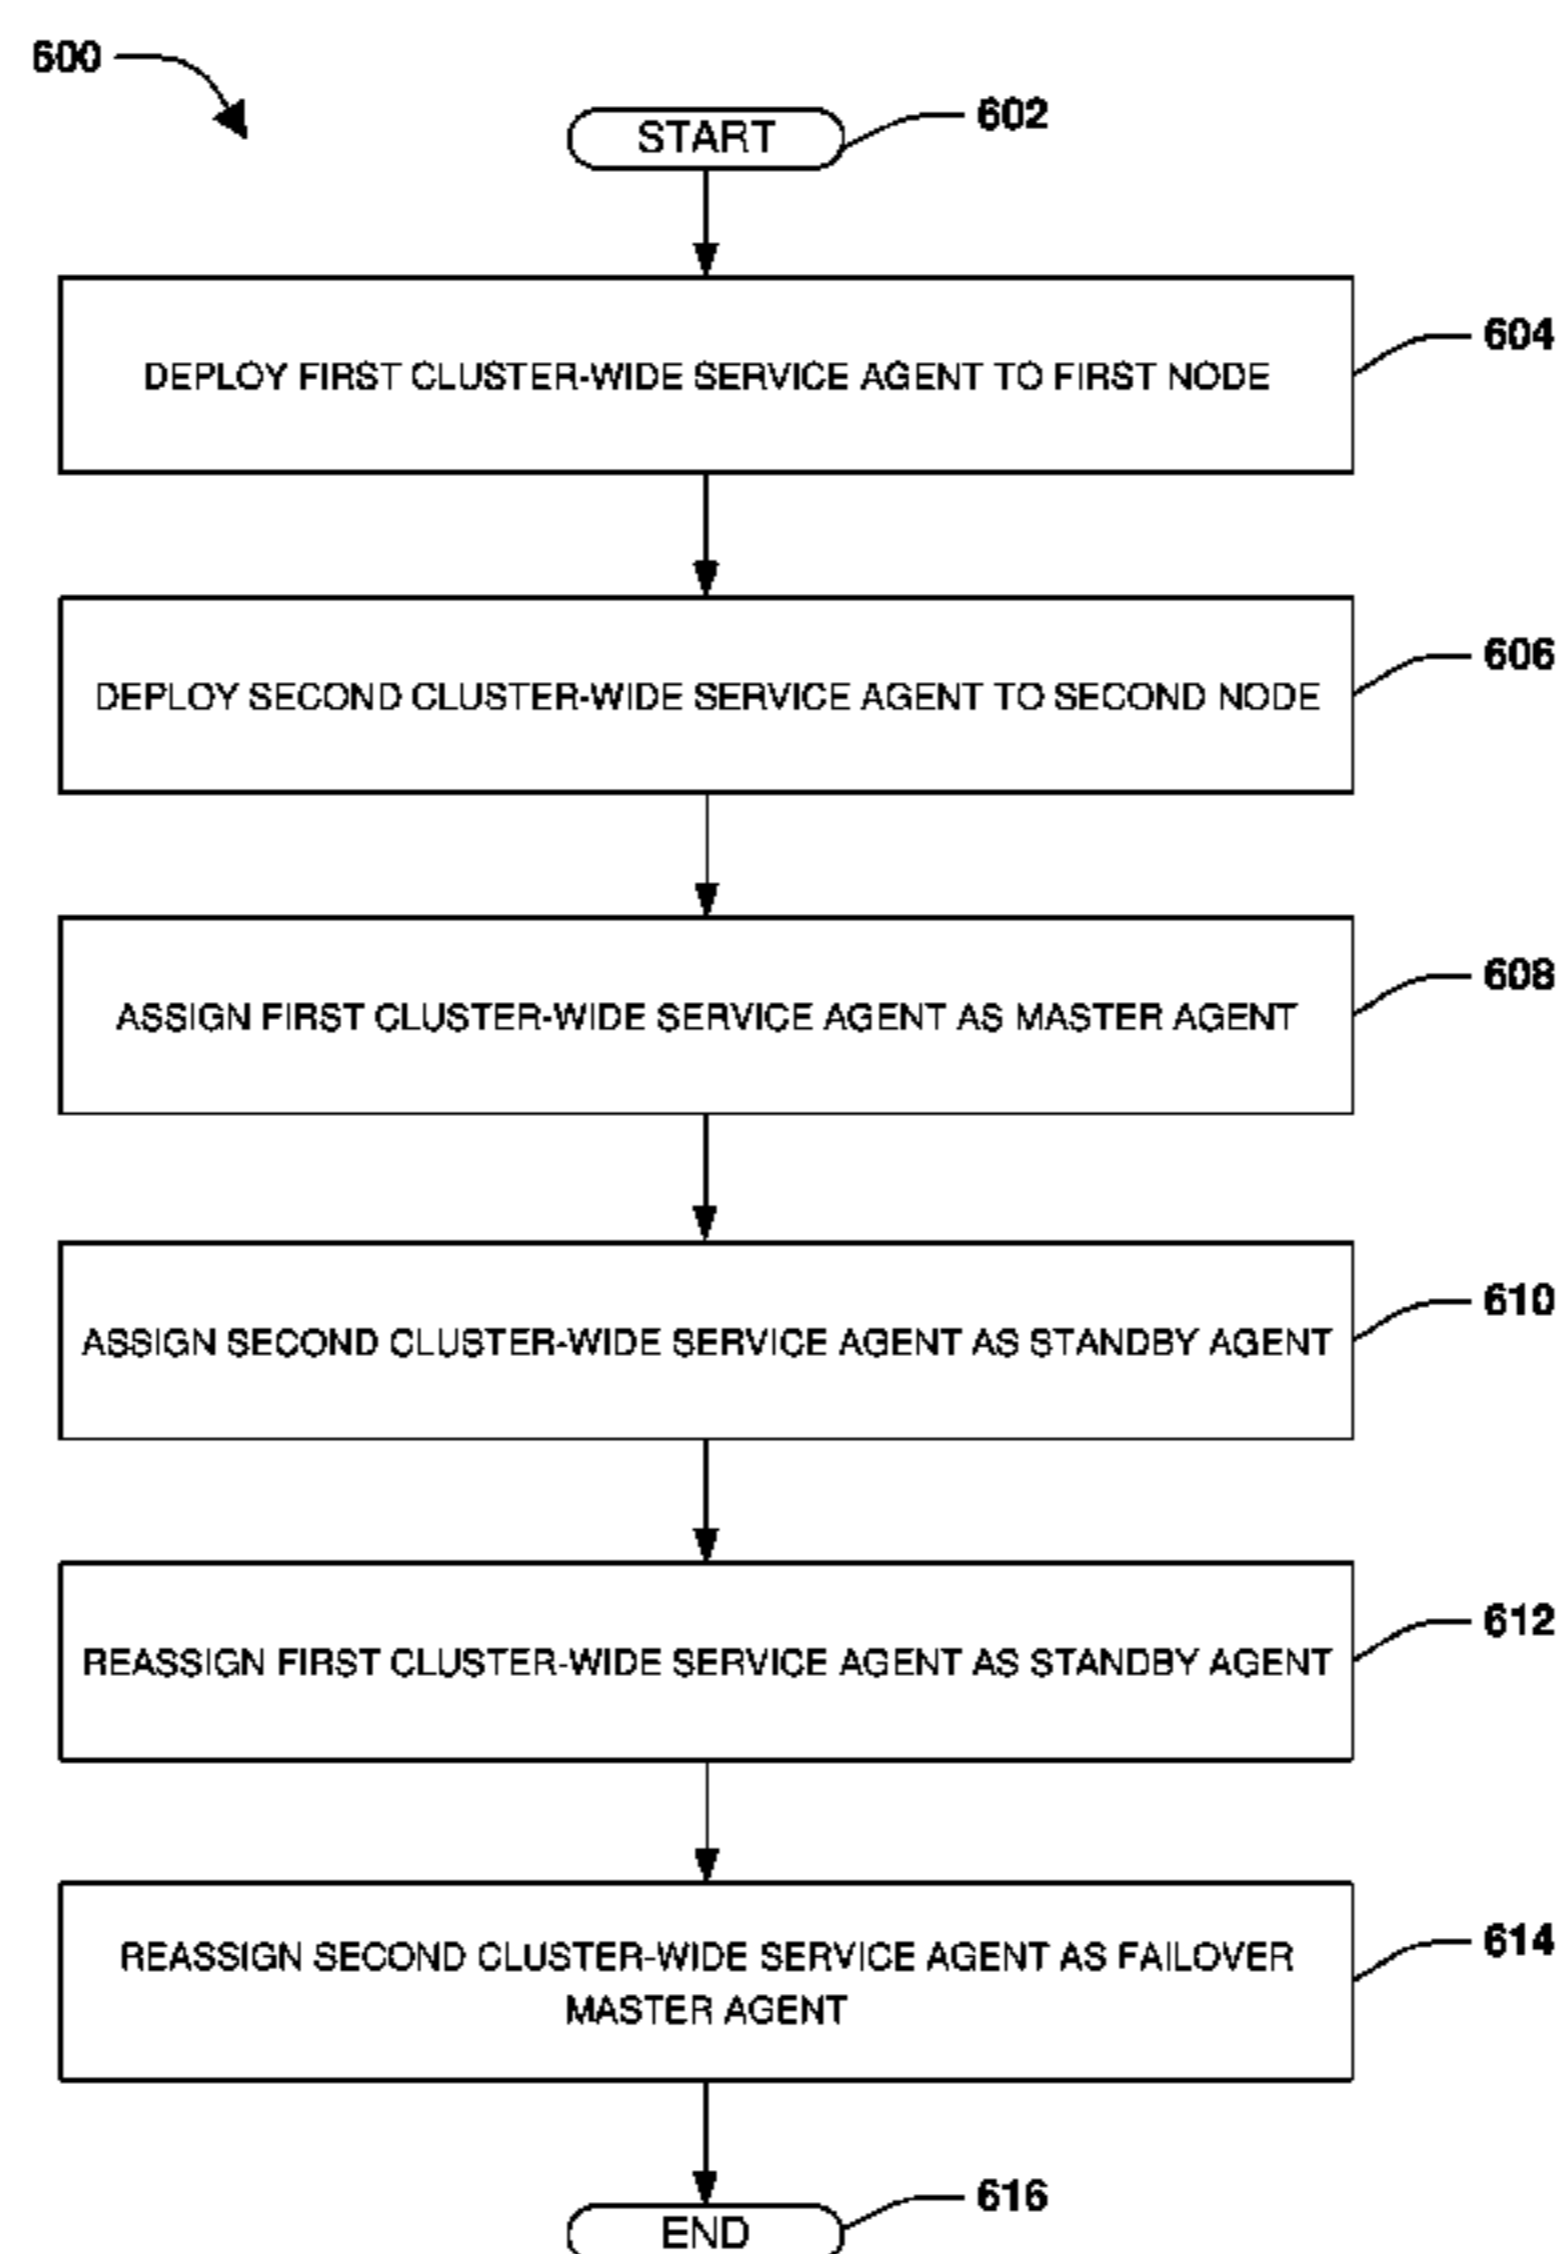 600
START
602
DEPLOY FIRST CLUSTER-WIDE SERVICE AGENT TO FIRST NODE
604
DEPLOY SECOND CLUSTER-WIDE SERVICE AGENT TO SECOND NODE
606
ASSIGN FIRST CLUSTER-WIDE SERVICE AGENT AS MASTER AGENT
608
ASSIGN SECOND CLUSTER-WIDE SERVICE AGENT AS STANDBY AGENT
610
REASSIGN FIRST CLUSTER-WIDE SERVICE AGENT AS STANDBY AGENT
612
REASSIGN SECOND CLUSTER-WIDE SERVICE AGENT AS FAILOVER
MASTER AGENT
614
END
616